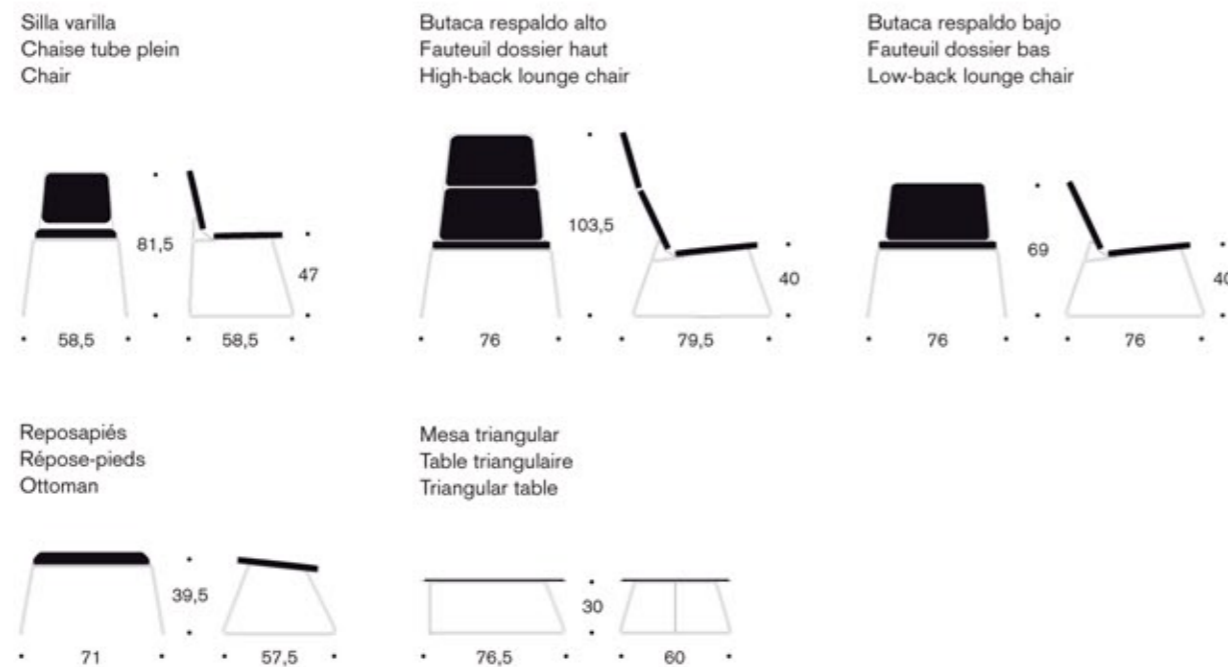 Silla varilla
Chaise tube plein
Chair
Butaca respaldo alto
Fauteuil dossier haut
High-back lounge chair
Butaca respaldo bajo
Fauteuil dossier bas
Low-back lounge chair
81,5
47
58,5
58,5
103,5
40
76
79,5
69
40
76
76
Reposapiés
Répose-pieds
Ottoman
Mesa triangular
Table triangulaire
Triangular table
39,5
71
57,5
30
76,5
60